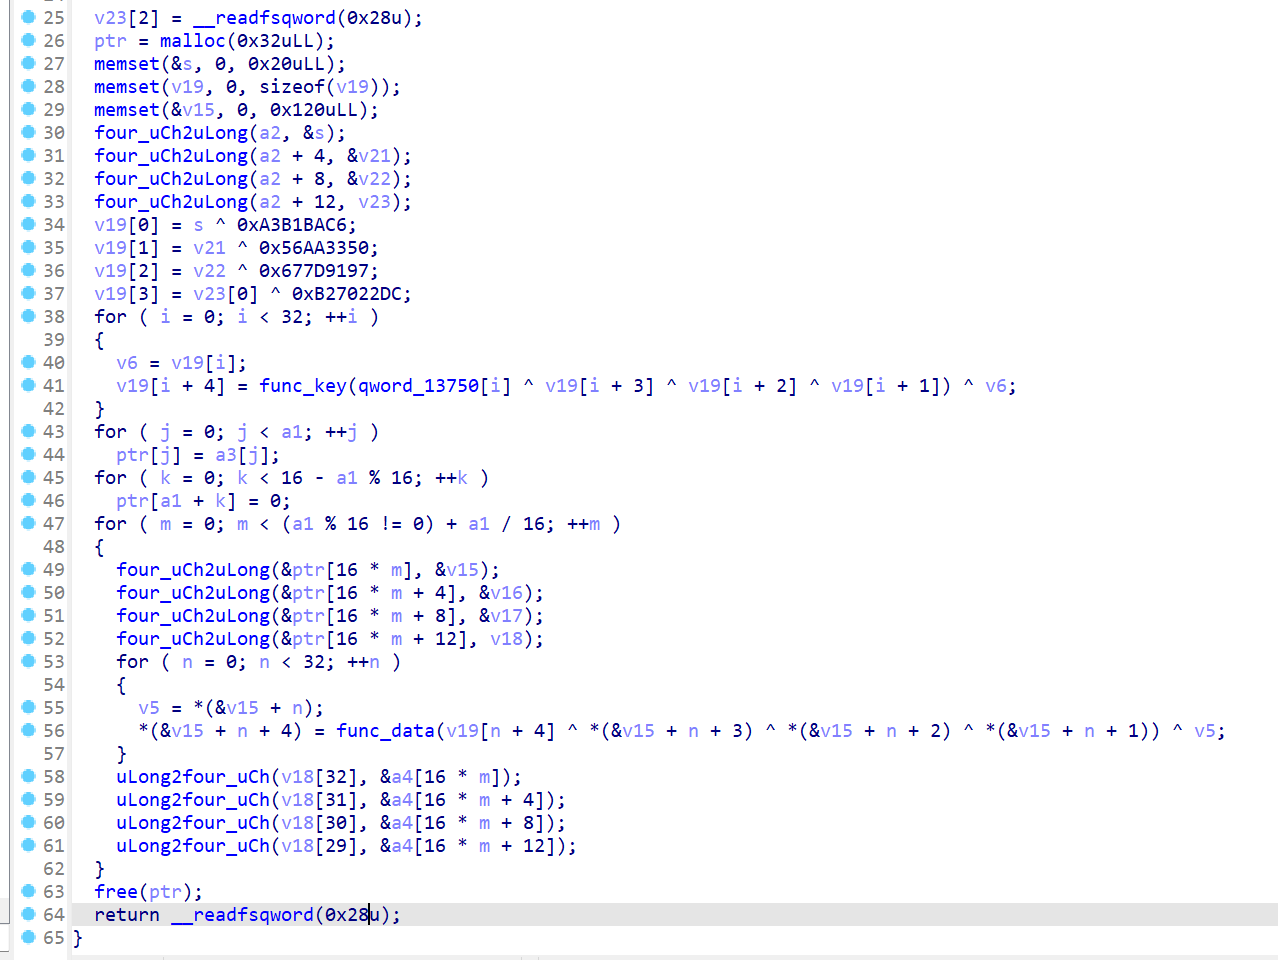 25 v23[2] = __readfsqword(0x28u);
26 ptr = malloc(0x32uLL);
27 memset(&s, 0, 0x20uLL);
28 memset(v19, 0, sizeof(v19));
29 memset(&v15, 0, 0x120uLL);
30 four_uCh2uLong(a2, &s);
31 four_uCh2uLong(a2 + 4, &v21);
32 four_uCh2uLong(a2 + 8, &v22);
33 four_uCh2uLong(a2 + 12, v23);
34 v19[0] = s ^ 0xA3B1BAC6;
35 v19[1] = v21 ^ 0x56AA3350;
36 v19[2] = v22 ^ 0x677D9197;
37 v19[3] = v23[0] ^ 0xB27022DC;
38 for ( i = 0; i < 32; ++i )
39 {
40 v6 = v19[i];
41 v19[i + 4] = func_key(qword_13750[i] ^ v19[i + 3] ^ v19[i + 2] ^ v19[i + 1]) ^ v6;
42 }
43 for ( j = 0; j < a1; ++j )
44 ptr[j] = a3[j];
45 for ( k = 0; k < 16 - a1 % 16; ++k )
46 ptr[a1 + k] = 0;
47 for ( m = 0; m < (a1 % 16 != 0) + a1 / 16; ++m )
48 {
49 four_uCh2uLong(&ptr[16 * m], &v15);
50 four_uCh2uLong(&ptr[16 * m + 4], &v16);
51 four_uCh2uLong(&ptr[16 * m + 8], &v17);
52 four_uCh2uLong(&ptr[16 * m + 12], v18);
53 for ( n = 0; n < 32; ++n )
54 {
55 v5 = *(&v15 + n);
56 *(&v15 + n + 4) = func_data(v19[n + 4] ^ *(&v15 + n + 3) ^ *(&v15 + n + 2) ^ *(&v15 + n + 1)) ^ v5;
57 }
58 uLong2four_uCh(v18[32], &a4[16 * m]);
59 uLong2four_uCh(v18[31], &a4[16 * m + 4]);
60 uLong2four_uCh(v18[30], &a4[16 * m + 8]);
61 uLong2four_uCh(v18[29], &a4[16 * m + 12]);
62 }
63 free(ptr);
64 return __readfsqword(0x28u);
65 }